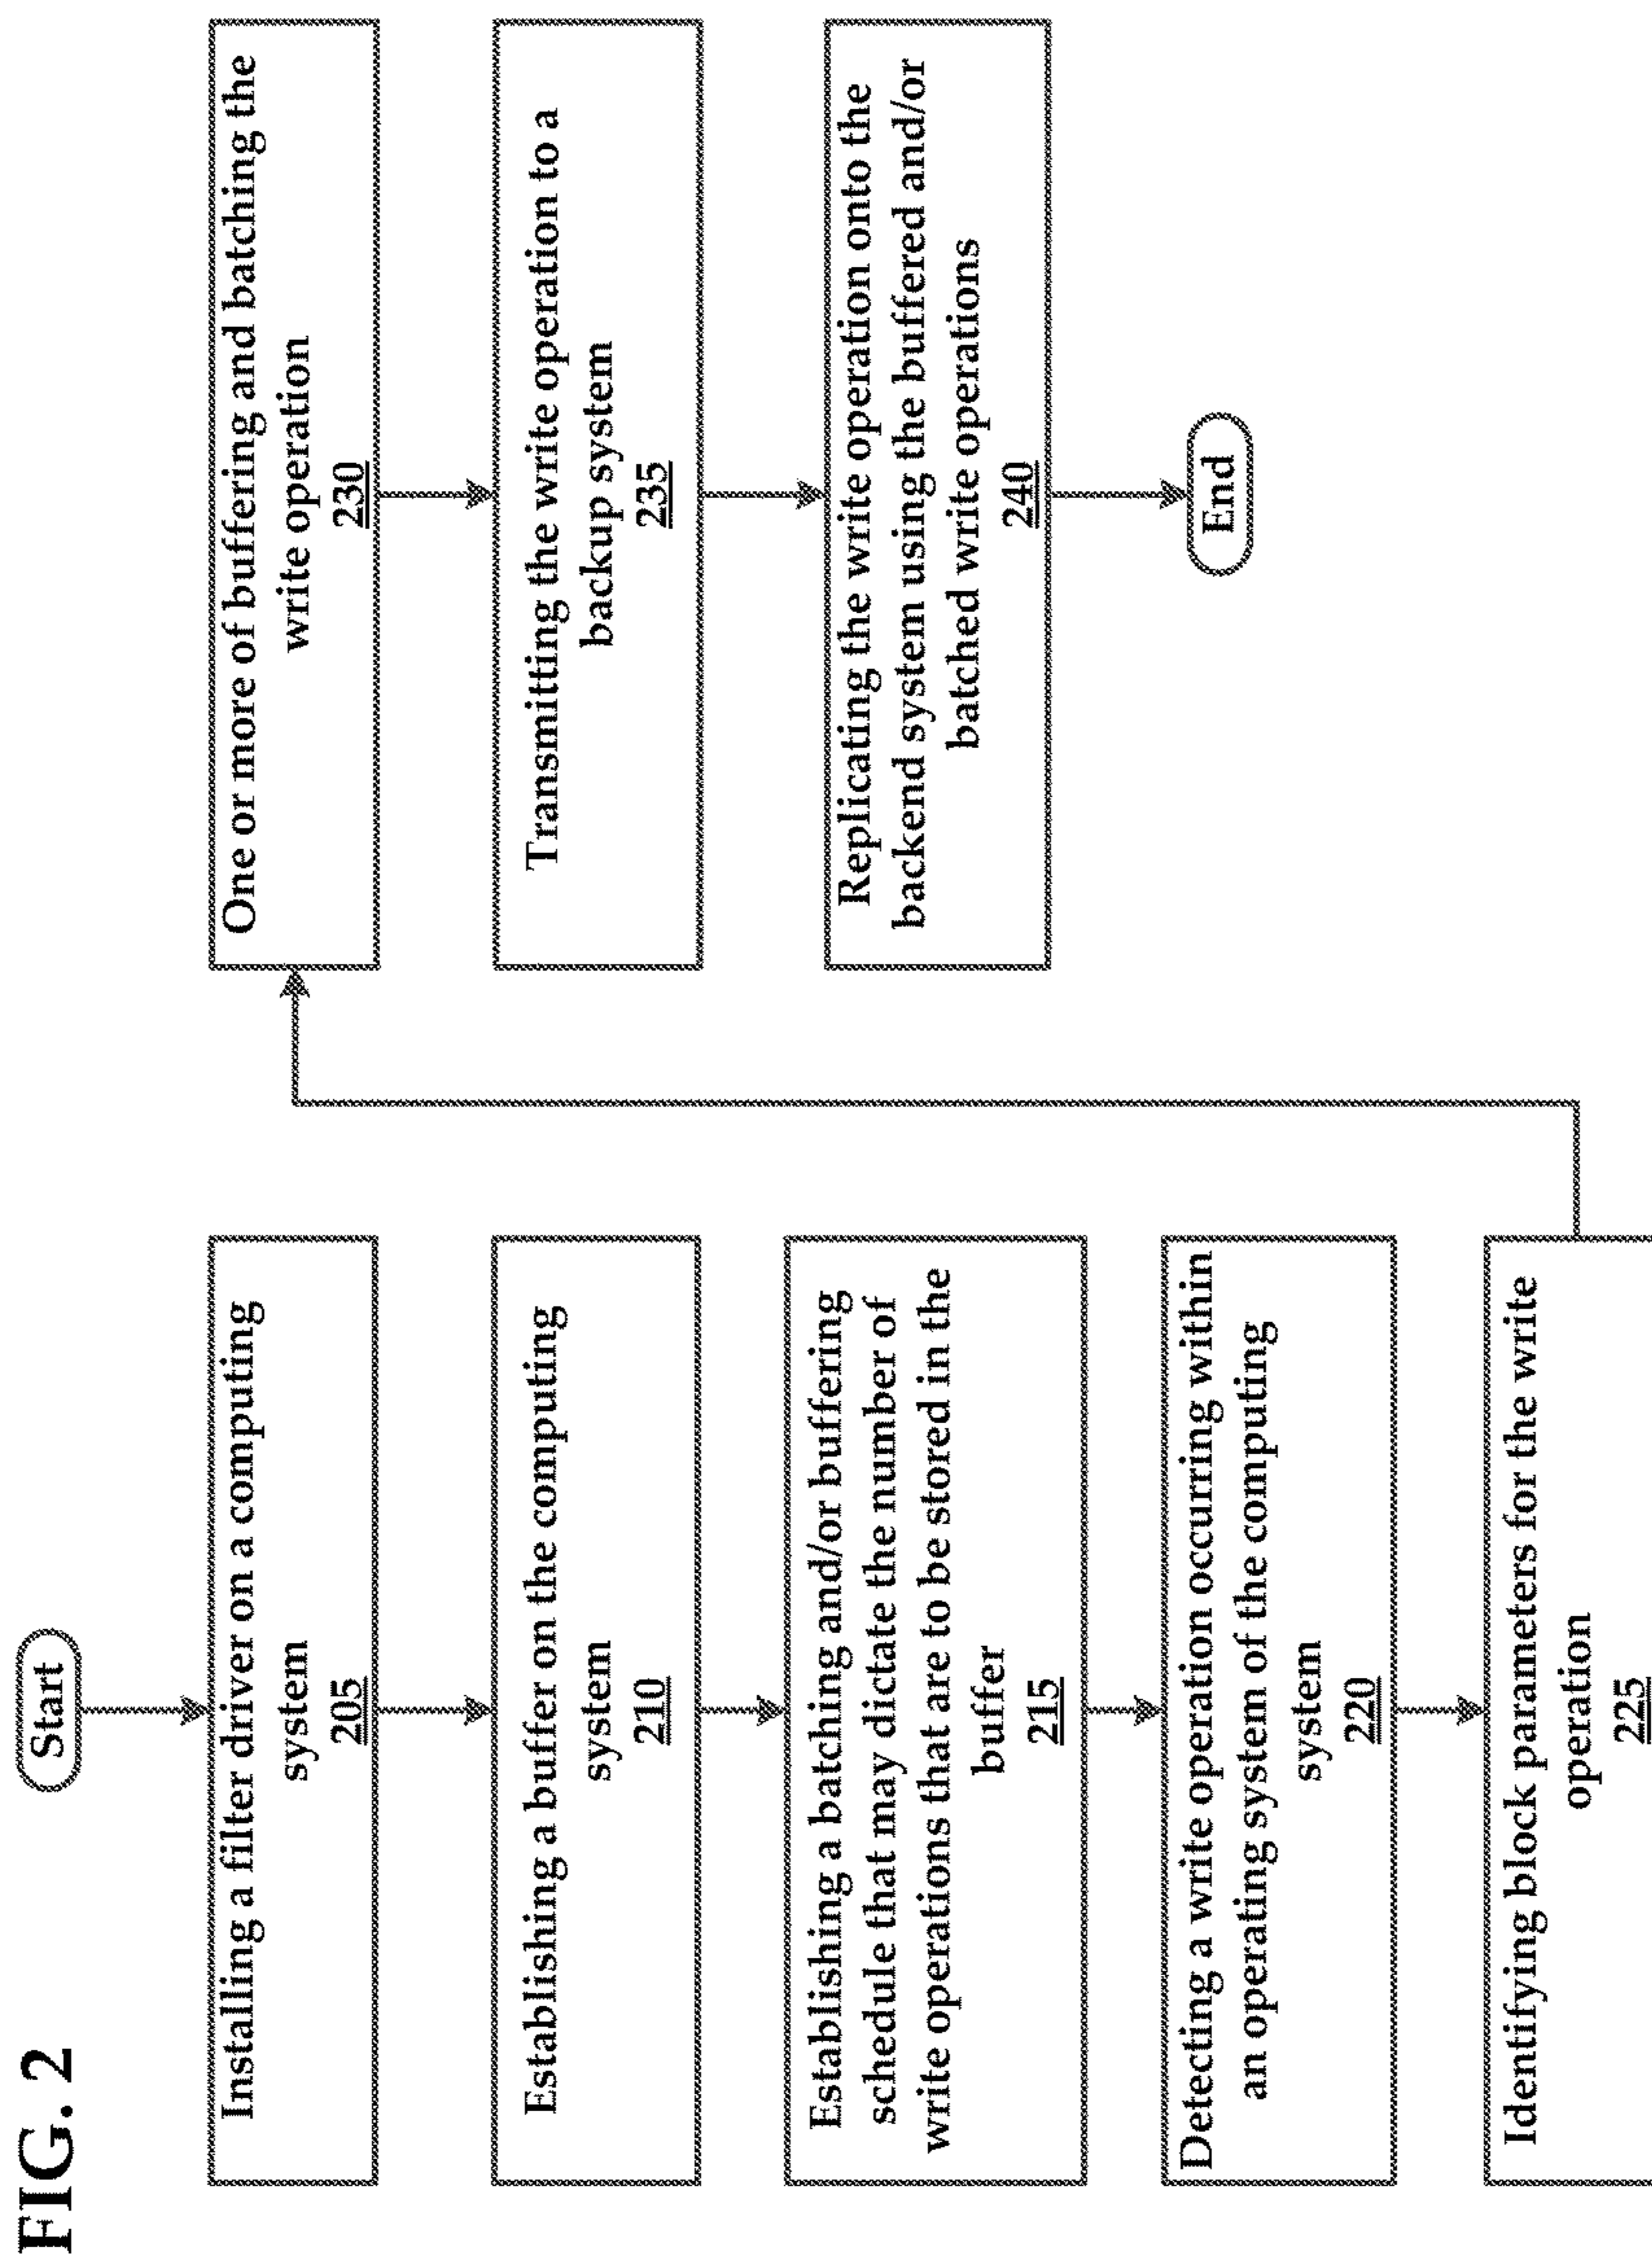 FIG. 2
Start
Installing a filter driver on a computing
system
205
Establishing a buffer on the computing
system
210
Establishing a batching and/or buffering
schedule that may dictate the number of
write operations that are to be stored in the
buffer
215
Detecting a write operation occurring within
an operating system of the computing
system
220
Identifying block parameters for the write
operation
225
One or more of buffering and batching the
write operation
230
Transmitting the write operation to a
backup system
235
Replicating the write operation onto the
backend system using the buffered and/or
batched write operations
240
End